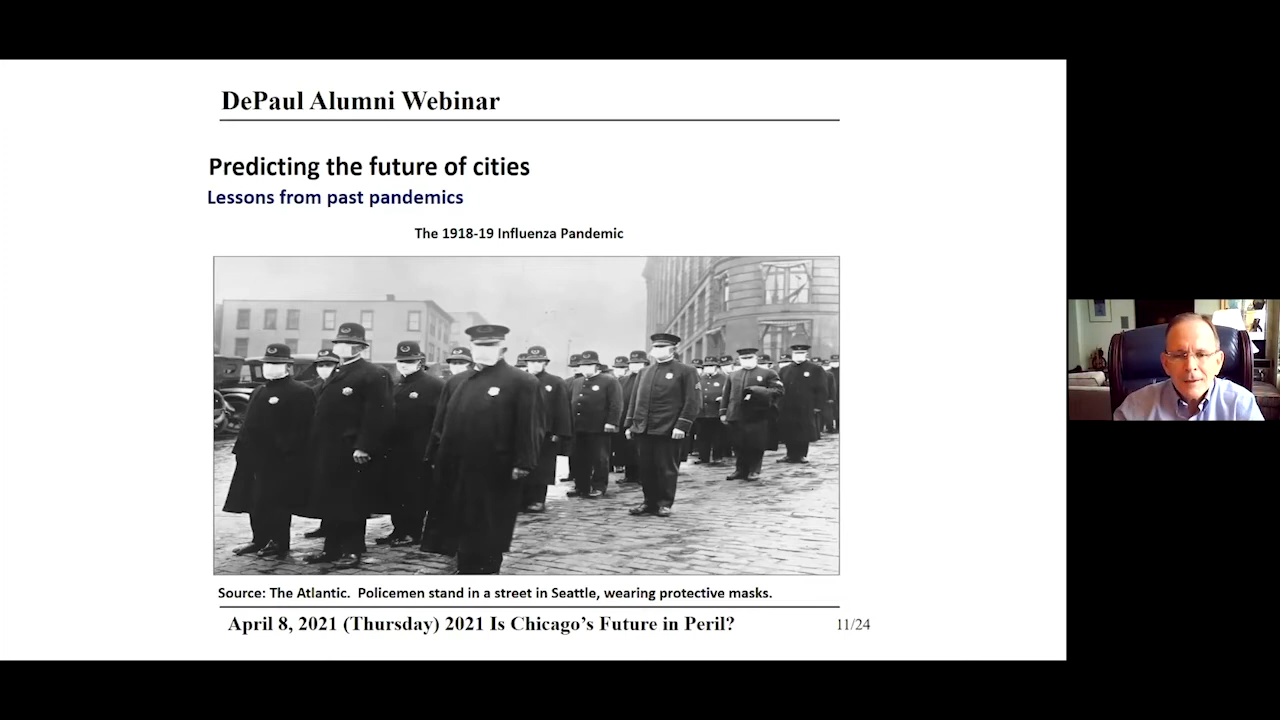 DePaul Alumni Webinar
Predicting the future of cities
Lessons from past pandemics
The 1918-19 Influenza Pandemic
Source: The Atlantic. Policemen stand in a street in Seattle, wearing protective masks.
April 8, 2021 (Thursday) 2021 Is Chicago's Future in Peril?
11/24